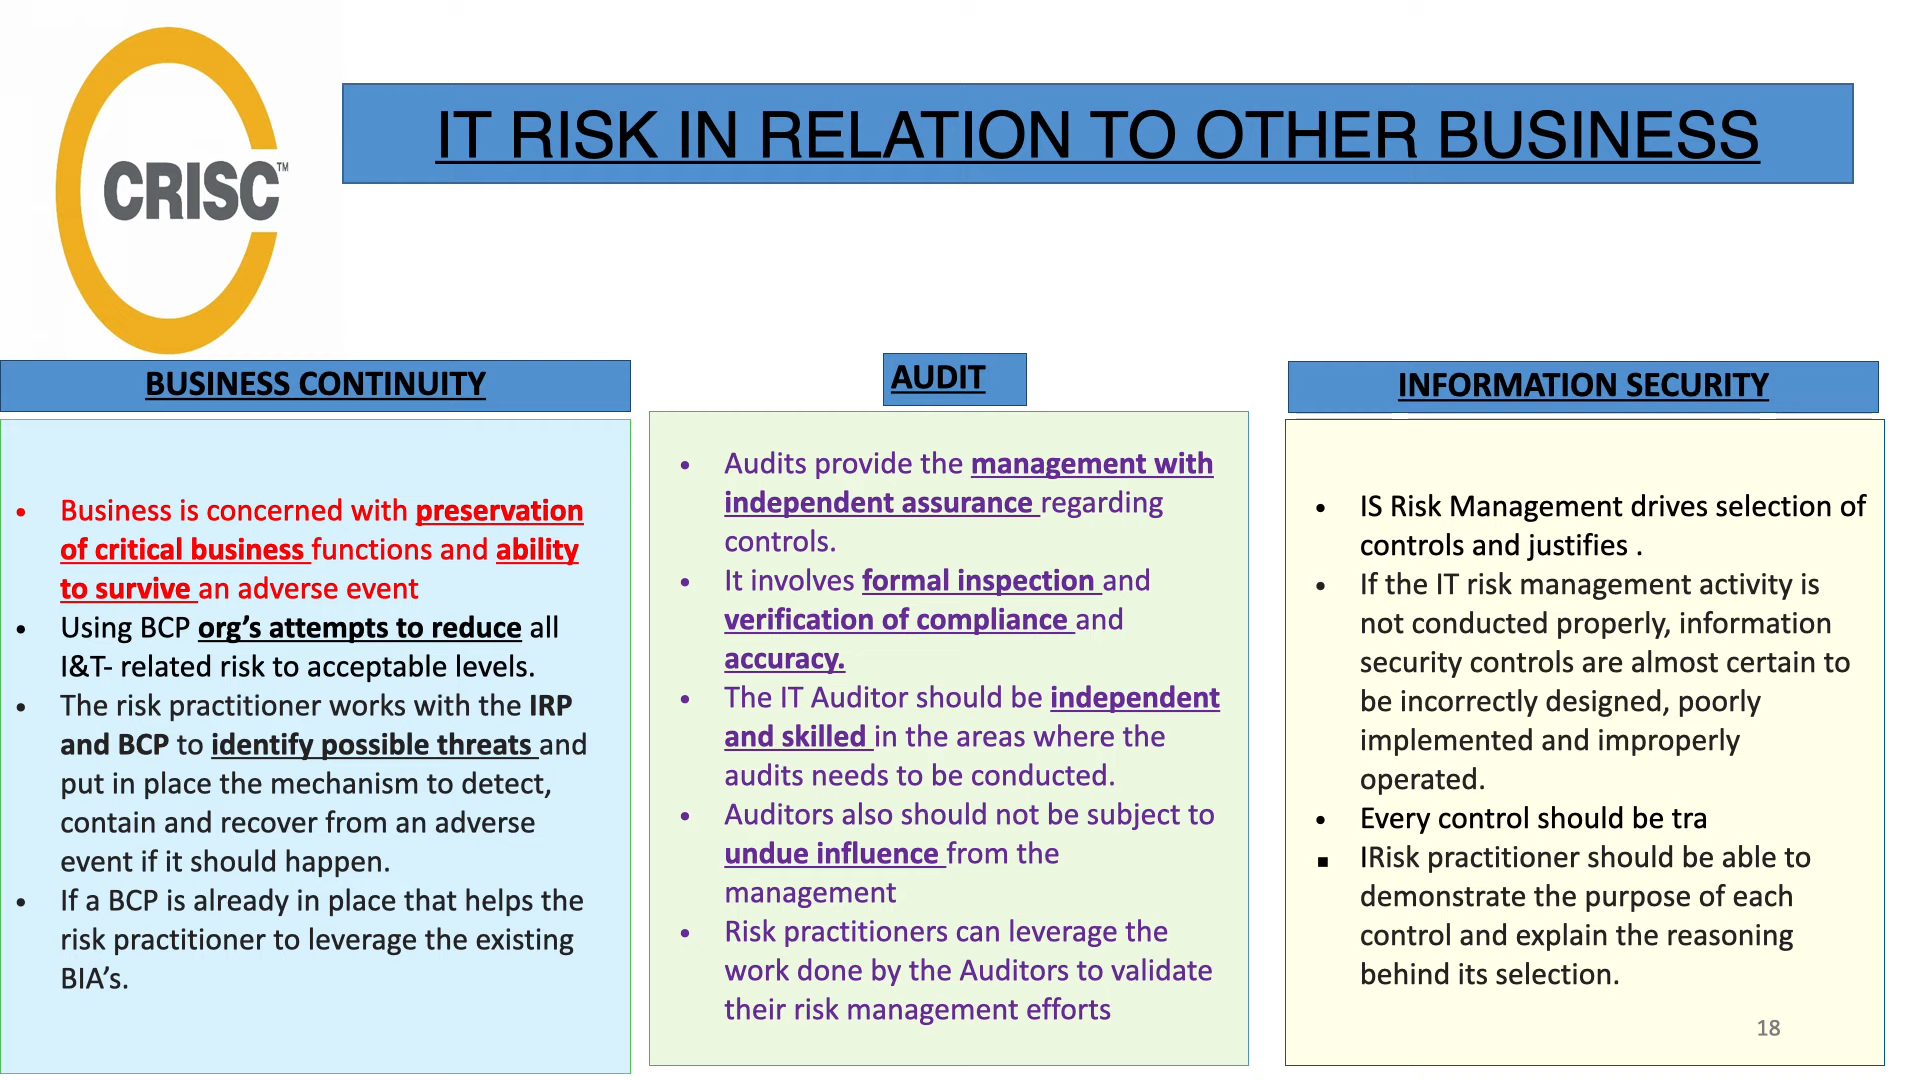 CRISC™
IT RISK IN RELATION TO OTHER BUSINESS
BUSINESS CONTINUITY
• Business is concerned with preservation
of critical business functions and ability
to survive an adverse event
• Using BCP org’s attempts to reduce all
I&T- related risk to acceptable levels.
• The risk practitioner works with the IRP
and BCP to identify possible threats and
put in place the mechanism to detect,
contain and recover from an adverse
event if it should happen.
• If a BCP is already in place that helps the
risk practitioner to leverage the existing
BIA’s.
AUDIT
• Audits provide the management with
independent assurance regarding
controls.
• It involves formal inspection and
verification of compliance and
accuracy.
• The IT Auditor should be independent
and skilled in the areas where the
audits needs to be conducted.
• Auditors also should not be subject to
undue influence from the
management
• Risk practitioners can leverage the
work done by the Auditors to validate
their risk management efforts
INFORMATION SECURITY
• IS Risk Management drives selection of
controls and justifies .
• If the IT risk management activity is
not conducted properly, information
security controls are almost certain to
be incorrectly designed, poorly
implemented and improperly
operated.
• Every control should be tra
▪ IRisk practitioner should be able to
demonstrate the purpose of each
control and explain the reasoning
behind its selection.
18